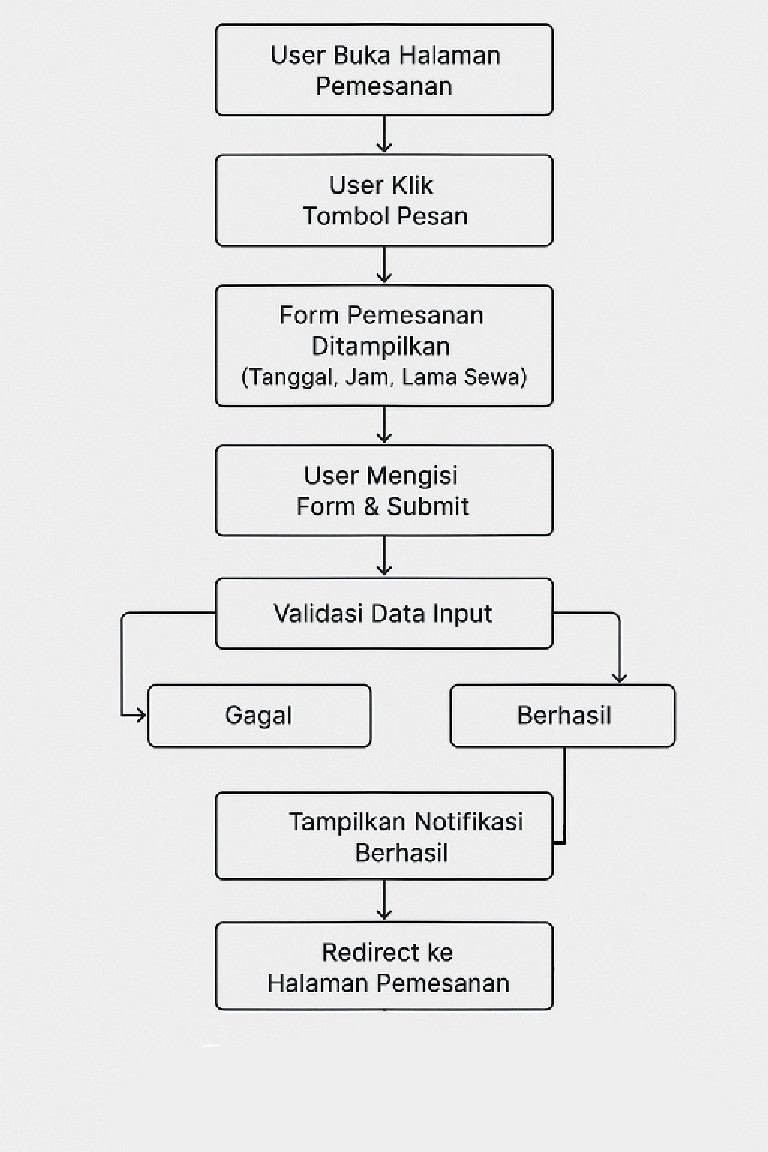 User Buka Halaman
Pemesanan
User Klik
Tombol Pesan
Form Pemesanan
Ditampilkan
(Tanggal, Jam, Lama Sewa)
User Mengisi
Form & Submit
Validasi Data Input
Gagal
Berhasil
Tampilkan Notifikasi
Berhasil
Redirect ke
Halaman Pemesanan